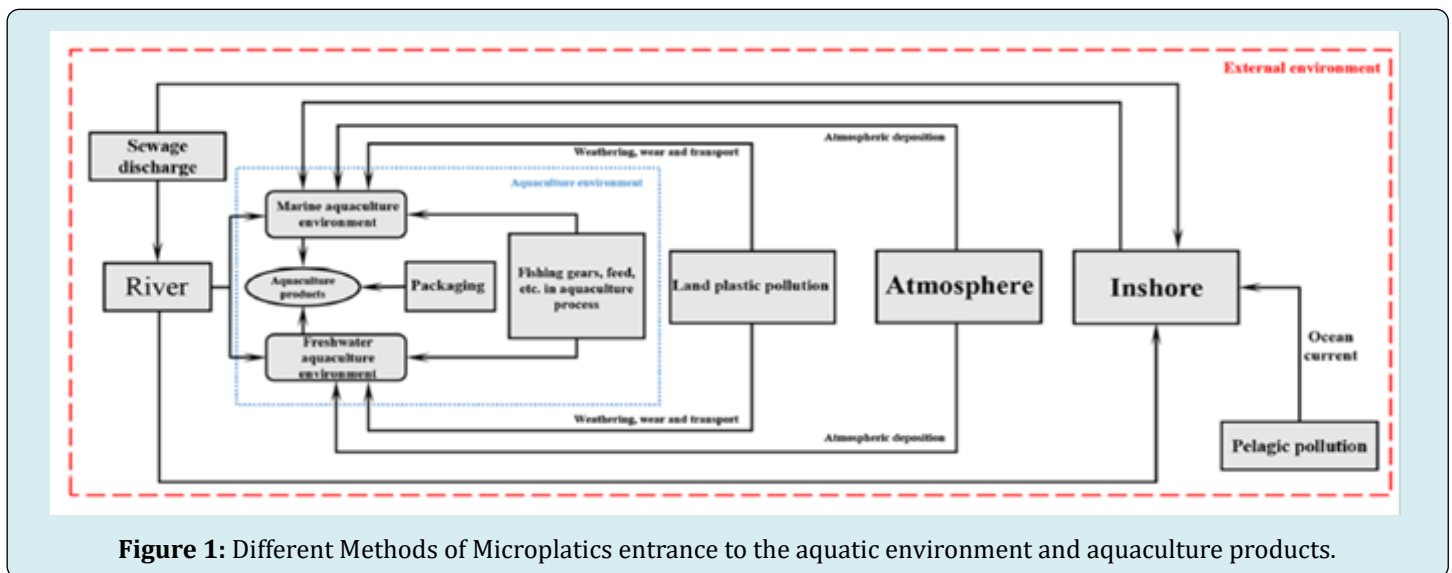 External environment
Sewage
discharge
Atmospheric deposition
Weathering, wear and transport
Aquaculture environment
Marine aquaculture
environment
River
Aquaculture
products
Packaging
Fishing gears, feed,
etc. in aquaculture
process
Land plastic pollution
Atmosphere
Inshore
Freshwater
aquaculture
environment
Ocean
current
Weathering, wear and transport
Atmospheric deposition
Pelagic pollution
Figure 1: Different Methods of Microplatics entrance to the aquatic environment and aquaculture products.